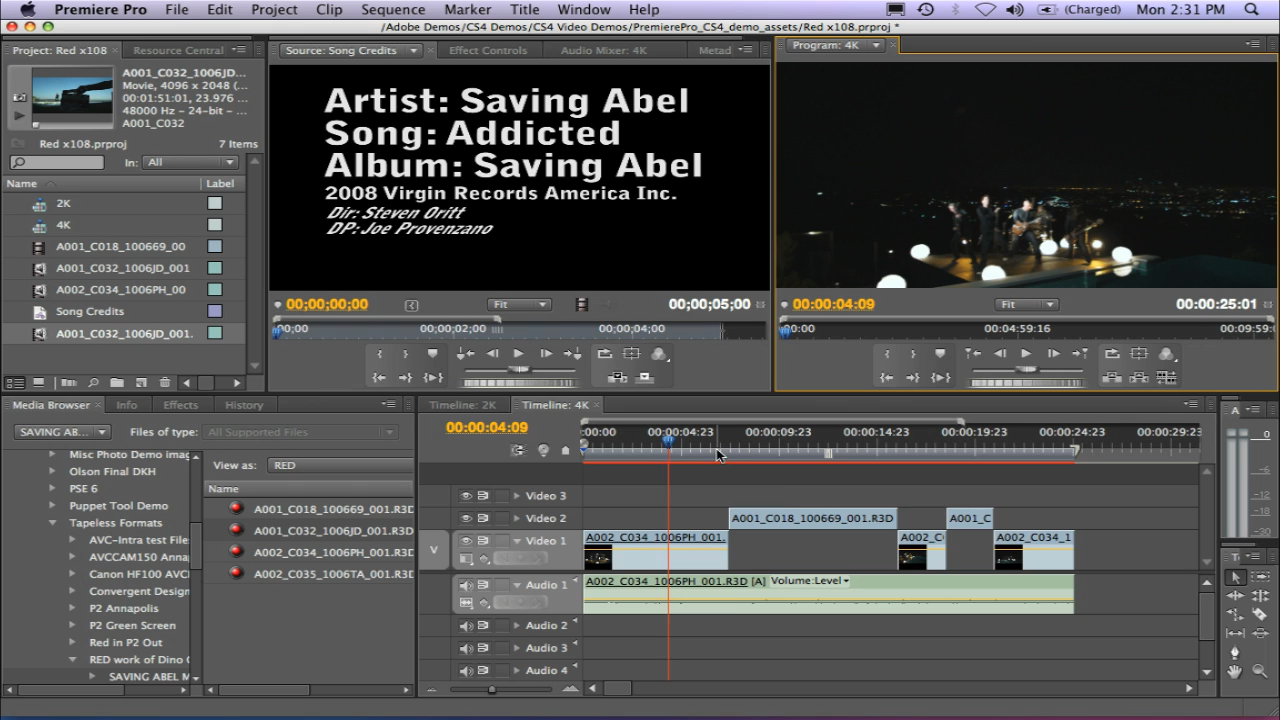 Premiere Pro File Edit Project Clip Sequence Marker Title Window Help (Charged) Mon 2:31 PM
/Adobe Demos/CS4 Demos/CS4 Video Demos/PremierePro_CS4_demo_assets/Red x108.prproj *
Project: Red x108 Resource Central
A001_C032_1006JD...
Movie, 4096 x 2048 (...
00:01:51:01, 23.976 ...
48000 Hz - 24-bit - ...
A001_C032
Red x108.prproj 7 Items
In: All
Name Label
2K
4K
A001_C018_100669_00
A001_C032_1006JD_001
A002_C034_1006PH_00
Song Credits
A001_C032_1006JD_001.
Source: Song Credits Effect Controls Audio Mixer: 4K Metad
Artist: Saving Abel
Song: Addicted
Album: Saving Abel
2008 Virgin Records America Inc.
Dir: Steven Oritt
DP: Joe Provenzano
00;00;00;00 Fit 00;00;05;00
00;00 00;00;02;00 00;00;04;00
Program: 4K
00:00:04:09 Fit 00:00:25:01
00:00 00:04:59:16 00:09:59:
Media Browser Info Effects History
SAVING AB... Files of type: All Supported Files
Misc Photo Demo imag
Olson Final DKH
PSE 6
Puppet Tool Demo
Tapeless Formats
AVC-Intra test File
AVCCAM150 Anna
Canon HF100 AVC
Convergent Design
P2 Annapolis
P2 Green Screen
Red in P2 Out
RED work of Dino
SAVING ABEL M
View as: RED
Name
A001_C018_100669_001.R3D
A001_C032_1006JD_001.R3D
A002_C034_1006PH_001.R3D
A002_C035_1006TA_001.R3D
Timeline: 2K Timeline: 4K
00:00:04:09
:00:00 00:00:04:23 00:00:09:23 00:00:14:23 00:00:19:23 00:00:24:23 00:00:29:23
Video 3
Video 2 A001_C018_100669_001.R3D A001_C
V Video 1 A002_C034_1006PH_001. A002_C A002_C034_1
Audio 1 A002_C034_1006PH_001.R3D [A] Volume:Level
Audio 2
Audio 3
Audio 4
A
0
-6
-12
-18
-30
T